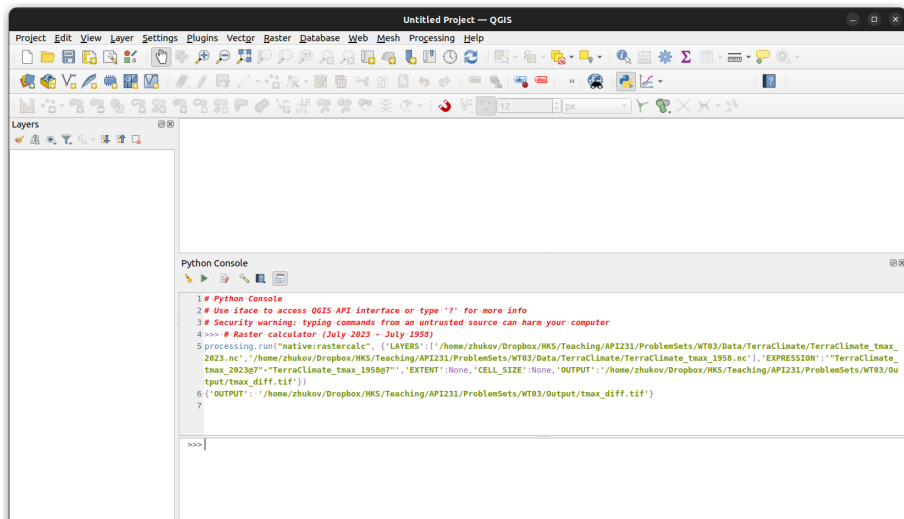 Untitled Project — QGIS
Project Edit View Layer Settings Plugins Vector Raster Database Web Mesh Processing Help
12 px
Layers
Python Console
1 # Python Console
2 # Use iface to access QGIS API interface or type '?' for more info
3 # Security warning: typing commands from an untrusted source can harm your computer
4 >>> # Raster calculator (July 2023 - July 1958)
5 processing.run("native:rastercalc", {'LAYERS':['/home/zhukov/Dropbox/HKS/Teaching/API231/ProblemSets/WT03/Data/TerraClimate/TerraClimate_tmax_
2023.nc','/home/zhukov/Dropbox/HKS/Teaching/API231/ProblemSets/WT03/Data/TerraClimate/TerraClimate_tmax_1958.nc'],'EXPRESSION':'"TerraClimate_
tmax_2023@7"-"TerraClimate_tmax_1958@7"','EXTENT':None,'CELL_SIZE':None,'OUTPUT':'/home/zhukov/Dropbox/HKS/Teaching/API231/ProblemSets/WT03/Ou
tput/tmax_diff.tif'})
6 {'OUTPUT': '/home/zhukov/Dropbox/HKS/Teaching/API231/ProblemSets/WT03/Output/tmax_diff.tif'}
7
>>>